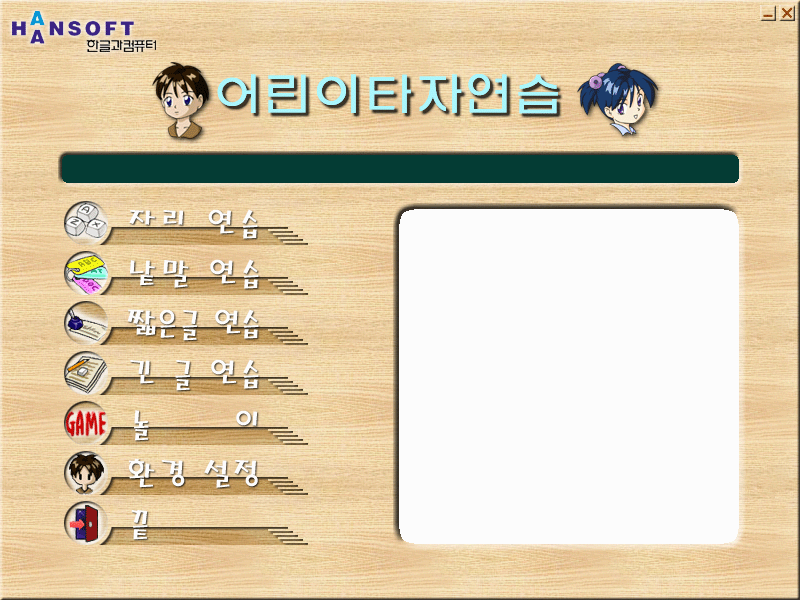 HANSOFT
한글과컴퓨터
어린이타자연습
자리 연습
낱말 연습
짧은글 연습
긴 글 연습
GAME 놀 이
환경 설정
끝